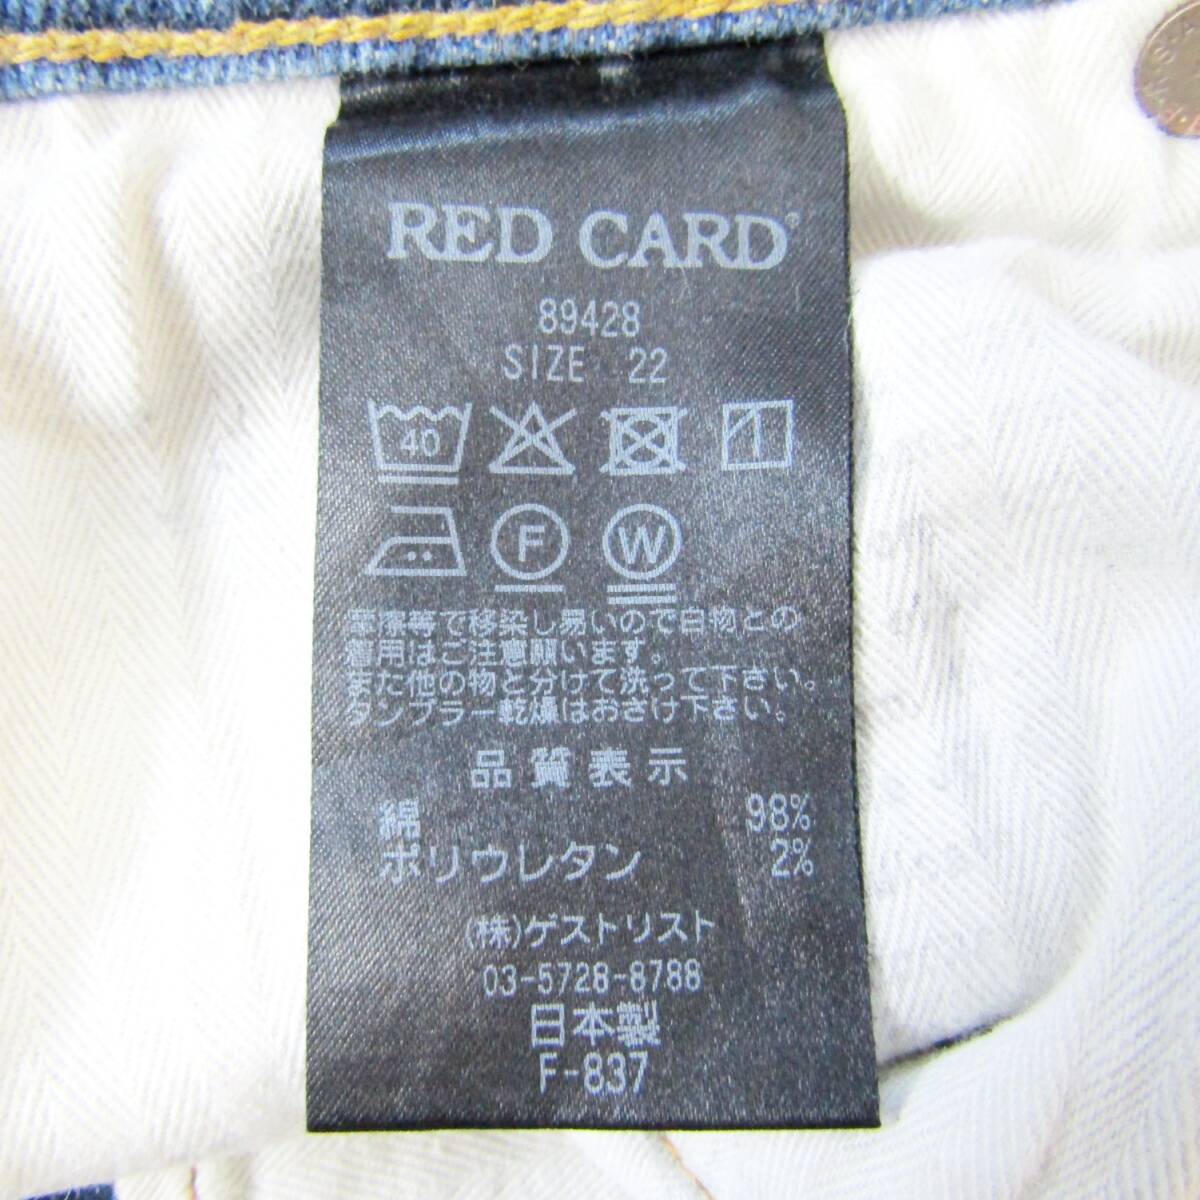 RED CARD®
89428
SIZE 22
40
F
W
摩擦等で移染し易いので白物との
着用はご注意願います。
また他の物と分けて洗って下さい。
タンブラー乾燥はおさけ下さい。
品質表示
綿 98%
ポリウレタン 2%
(株)ゲストリスト
03-5728-8788
日本製
F-837